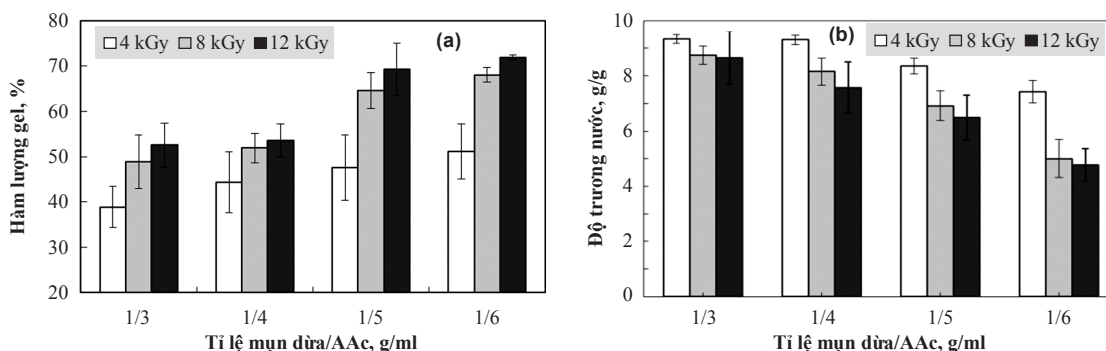 80
70
60
50
40
30
20
4 kGy 8 kGy 12 kGy
(a)
Hàm lượng gel, %
1/3 1/4 1/5 1/6
Tỉ lệ mụn dừa/AAc, g/ml
10
8
6
4
2
0
(b)
4 kGy 8 kGy 12 kGy
Độ trương nước, g/g
1/3 1/4 1/5 1/6
Tỉ lệ mụn dừa/AAc, g/ml